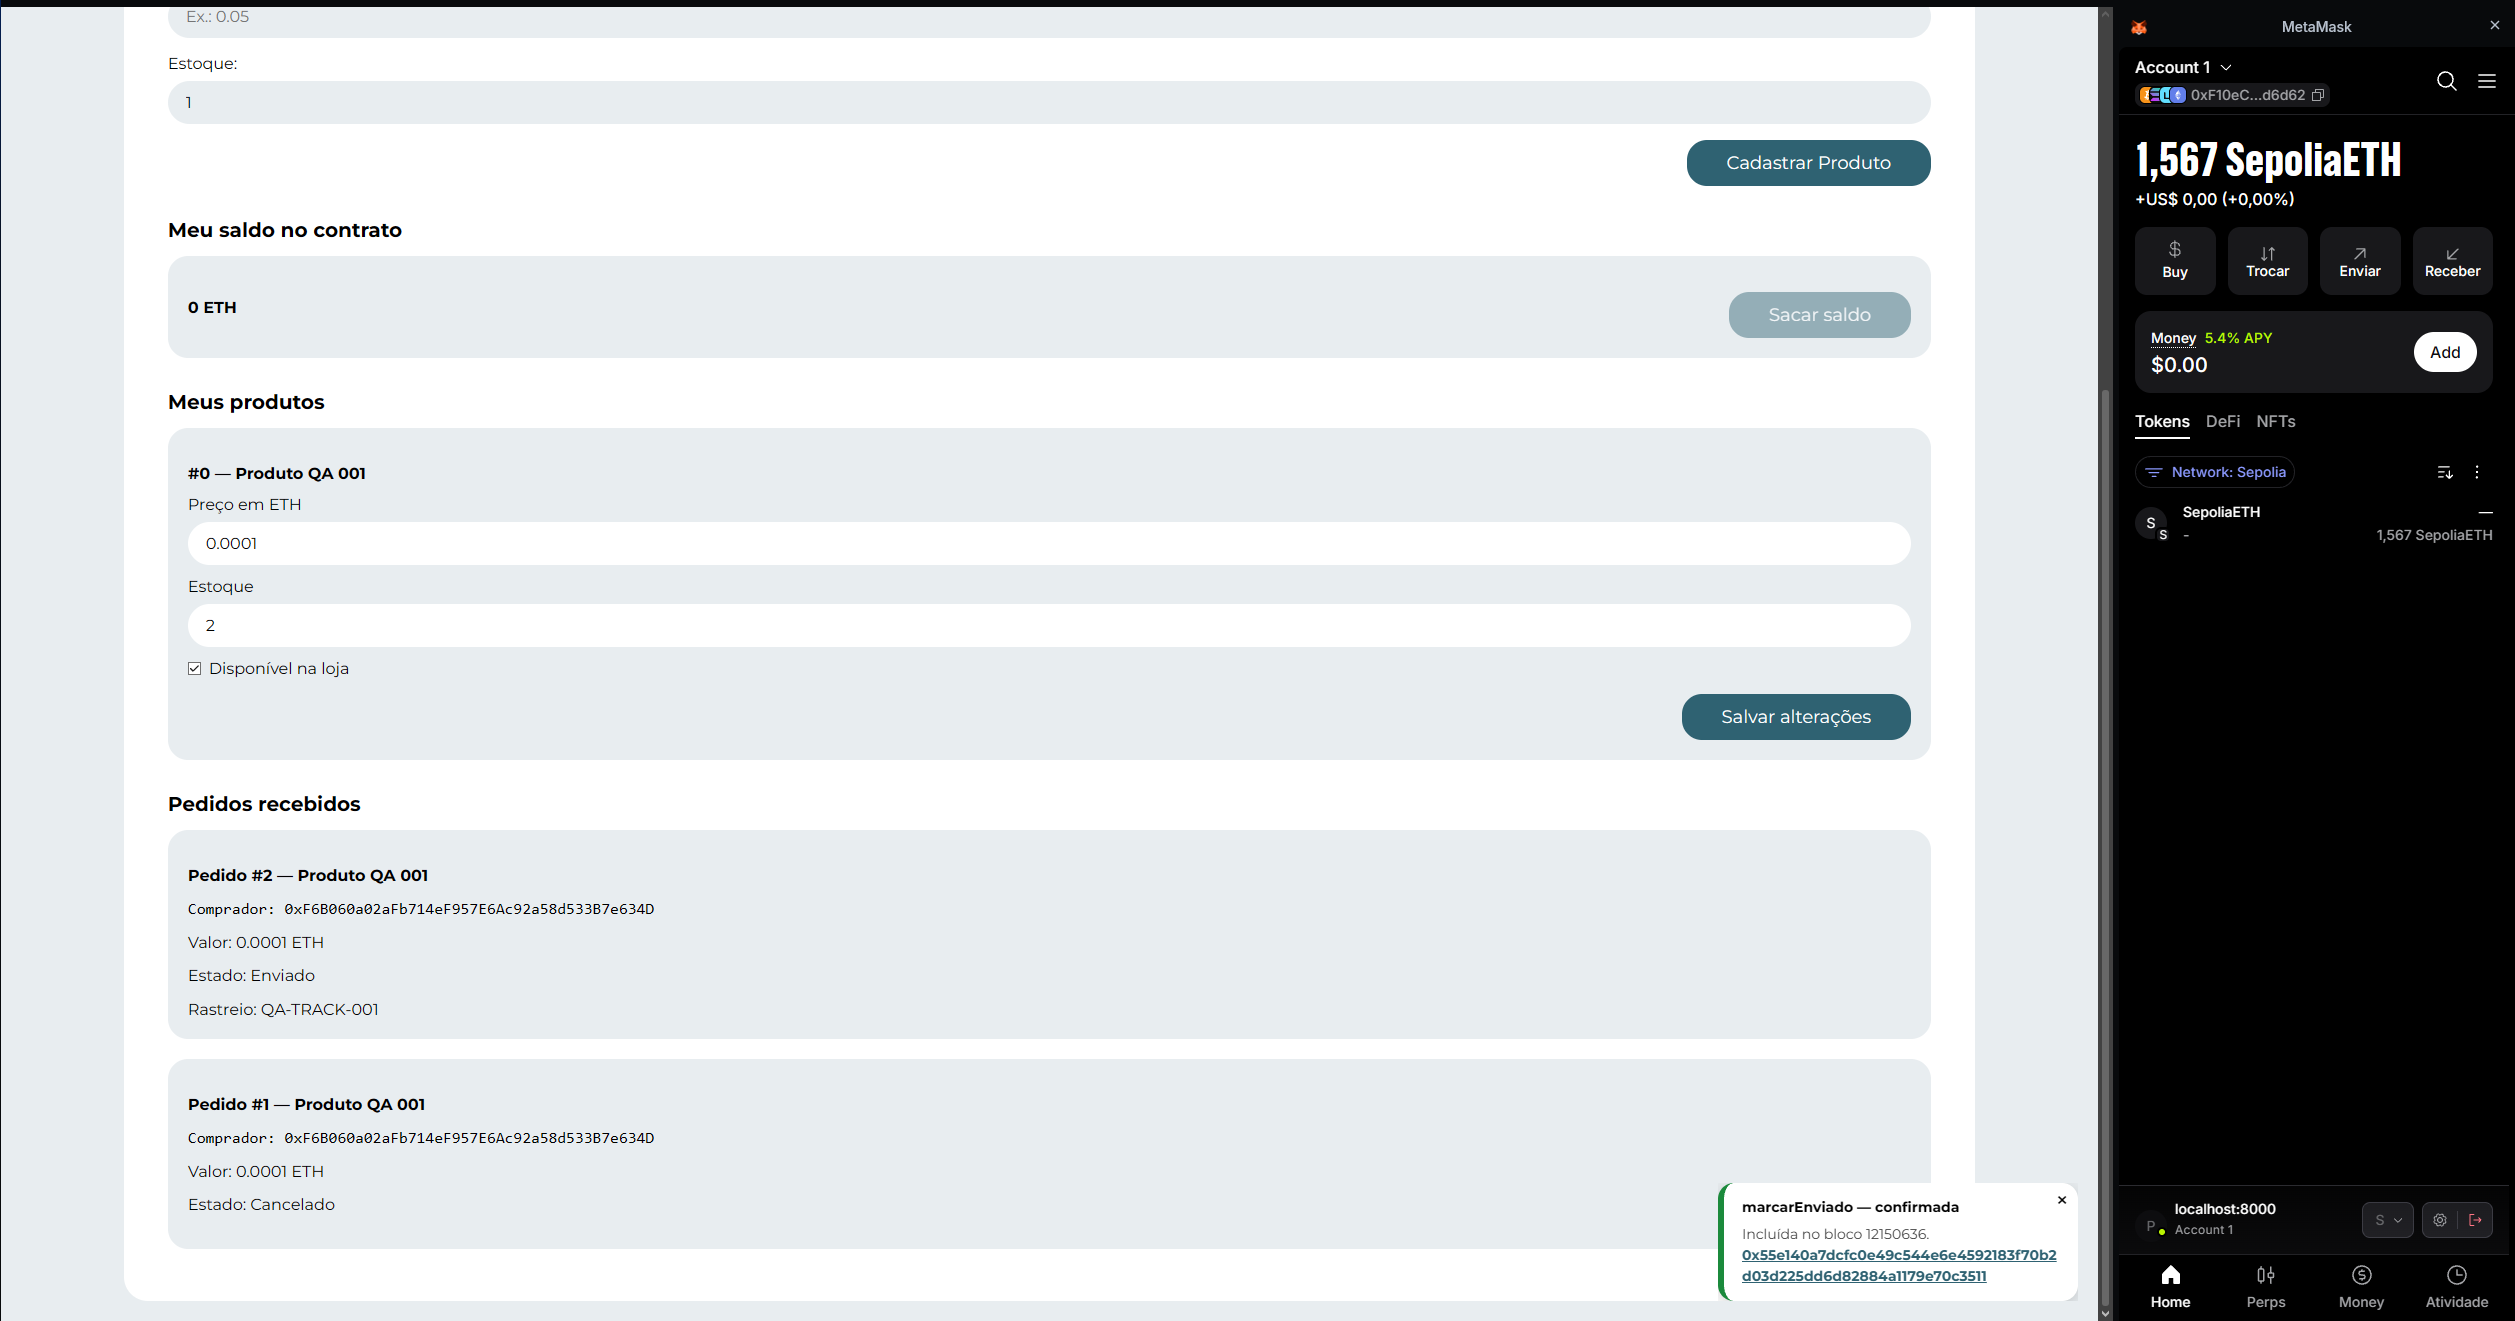 Ex.: 0.05
Estoque:
1
Cadastrar Produto
Meu saldo no contrato
0 ETH
Sacar saldo
Meus produtos
#0 — Produto QA 001
Preço em ETH
0.0001
Estoque
2
Disponível na loja
Salvar alterações
Pedidos recebidos
Pedido #2 — Produto QA 001
Comprador: 0xF6B060a02aFb714eF957E6Ac92a58d533B7e634D
Valor: 0.0001 ETH
Estado: Enviado
Rastreio: QA-TRACK-001
Pedido #1 — Produto QA 001
Comprador: 0xF6B060a02aFb714eF957E6Ac92a58d533B7e634D
Valor: 0.0001 ETH
Estado: Cancelado
marcarEnviado — confirmada
Incluída no bloco 12150636.
0x55e140a7dcfc0e49c544e6e4592183f70b2
d03d225dd6d82884a1179e70c3511
MetaMask
Account 1
0xF10eC...d6d62
1,567 SepoliaETH
+US$ 0,00 (+0,00%)
Buy
Trocar
Enviar
Receber
Money 5.4% APY
$0.00
Add
Tokens DeFi NFTs
Network: Sepolia
S
S
SepoliaETH —
- 1,567 SepoliaETH
P
localhost:8000
Account 1
S
Home
Perps
Money
Atividade